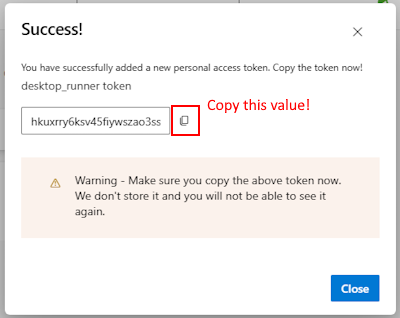 Success!
You have successfully added a new personal access token. Copy the token now!
desktop_runner token
Copy this value!
hkuxrry6ksv45fiywszao3ss
Warning - Make sure you copy the above token now.
We don't store it and you will not be able to see it
again.
Close